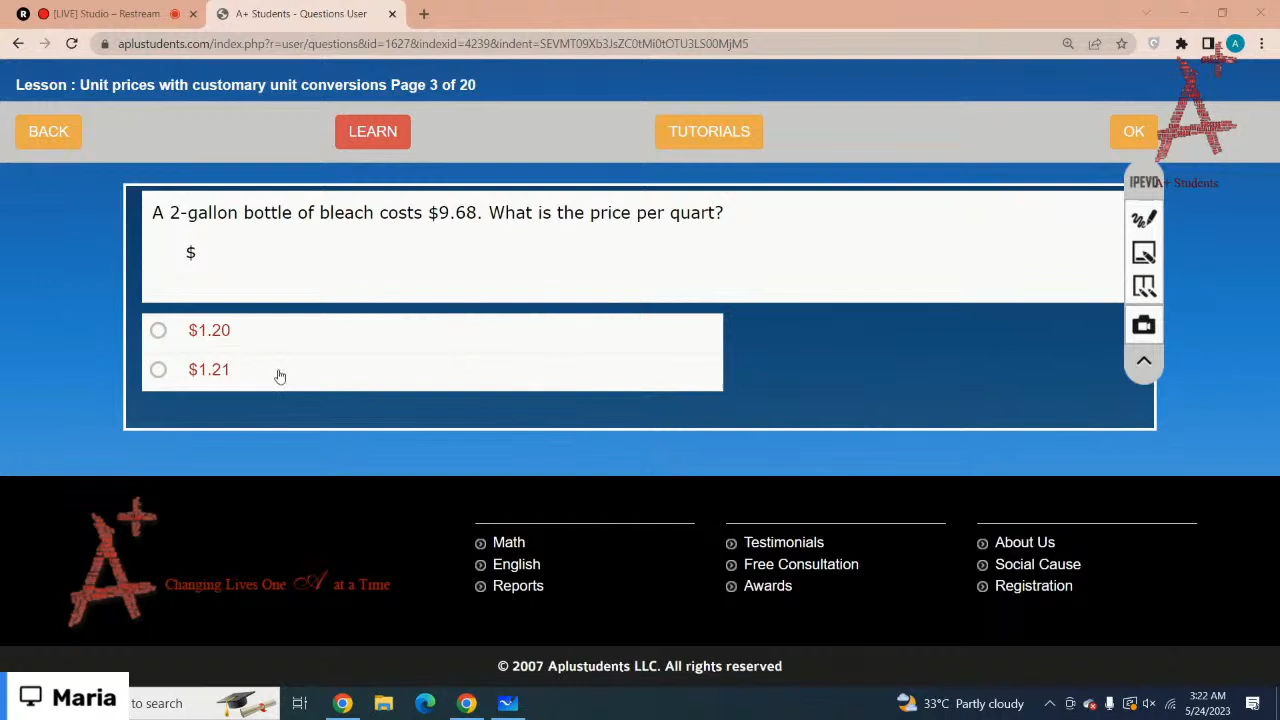 [LIVE] Studio – Restream
A+ Students - Questions User
aplustudents.com/index.php?r=user/questions&id=1627&indexid=4239&indent=SEVMT09Xb3JsZC0tMi0tOTU3LS00MjM5
A
Lesson : Unit prices with customary unit conversions Page 3 of 20
BACK
LEARN
TUTORIALS
OK
IPEVO
A+ Students
A 2-gallon bottle of bleach costs $9.68. What is the price per quart?
$
$1.20
$1.21
Math
English
Reports
Testimonials
Free Consultation
Awards
About Us
Social Cause
Registration
Changing Lives One A at a Time
© 2007 Aplustudents LLC. All rights reserved
Maria
to search
33°C Partly cloudy
3:22 AM
5/24/2023